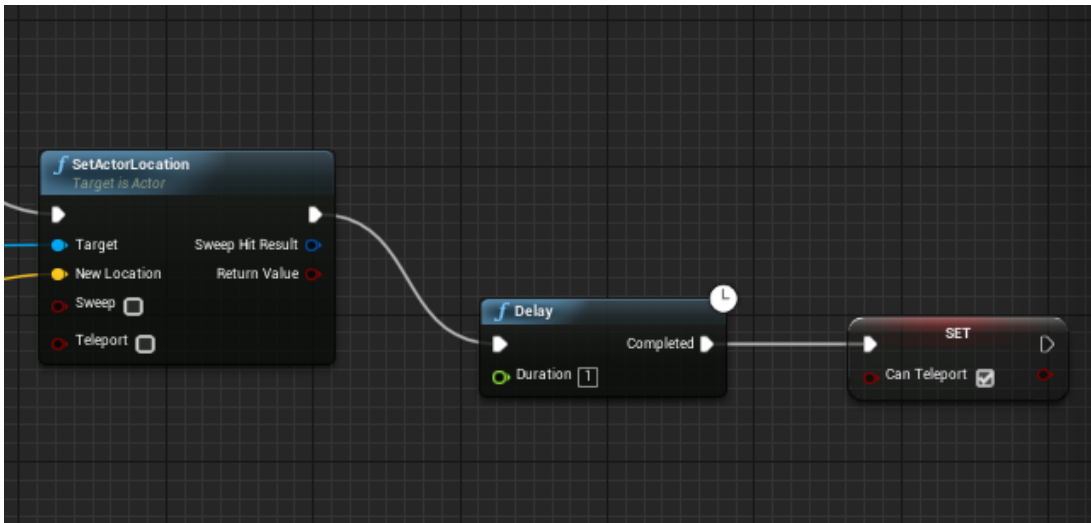 SetActorLocation
Target is Actor
Target
Sweep Hit Result
New Location
Return Value
Sweep
Teleport
Delay
Completed
Duration 1
SET
Can Teleport